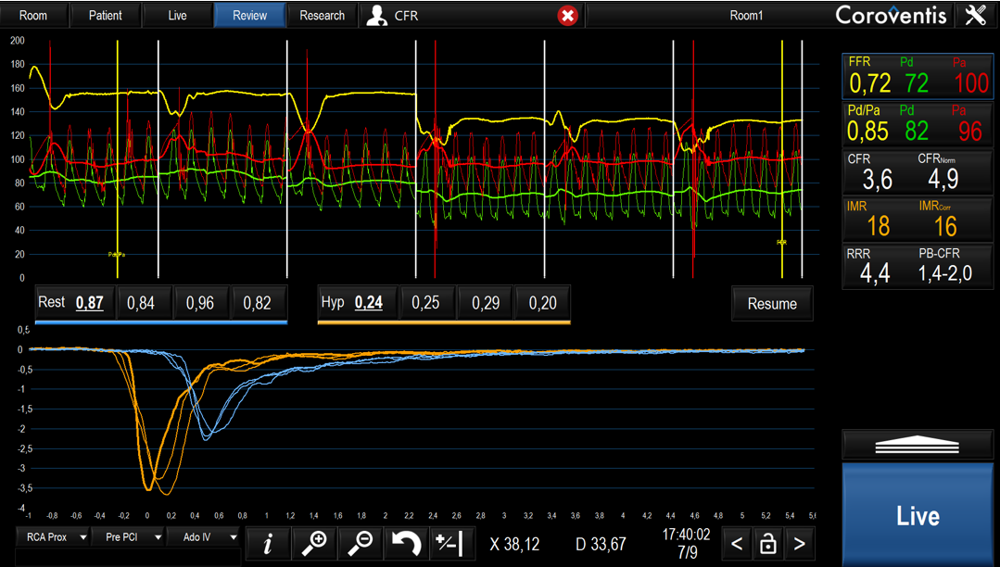 Room Patient Live Review Research CFR Room1 Coroventis
200
180
160
140
120
100
80
60
40
20
0
Pd/Pa
FFR
FFR Pd Pa
0,72 72 100
Pd/Pa Pd Pa
0,85 82 96
CFR CFRNorm
3,6 4,9
IMR IMRCorr
18 16
RRR PB-CFR
4,4 1,4-2,0
Rest 0,87 0,84 0,96 0,82 Hyp 0,24 0,25 0,29 0,20 Resume
0,5
0
-0,5
-1
-1,5
-2
-2,5
-3
-3,5
-4
-1 -0,8 -0,6 -0,4 -0,2 0 0,2 0,4 0,6 0,8 1 1,2 1,4 1,6 1,8 2 2,2 2,4 2,6 2,8 3 3,2 3,4 3,6 3,8 4 4,2 4,4 4,6 4,8 5 5,2 5,4 5,6
RCA Prox Pre PCI Ado IV i +/- X 38,12 D 33,67 17:40:02
7/9
< >
Live